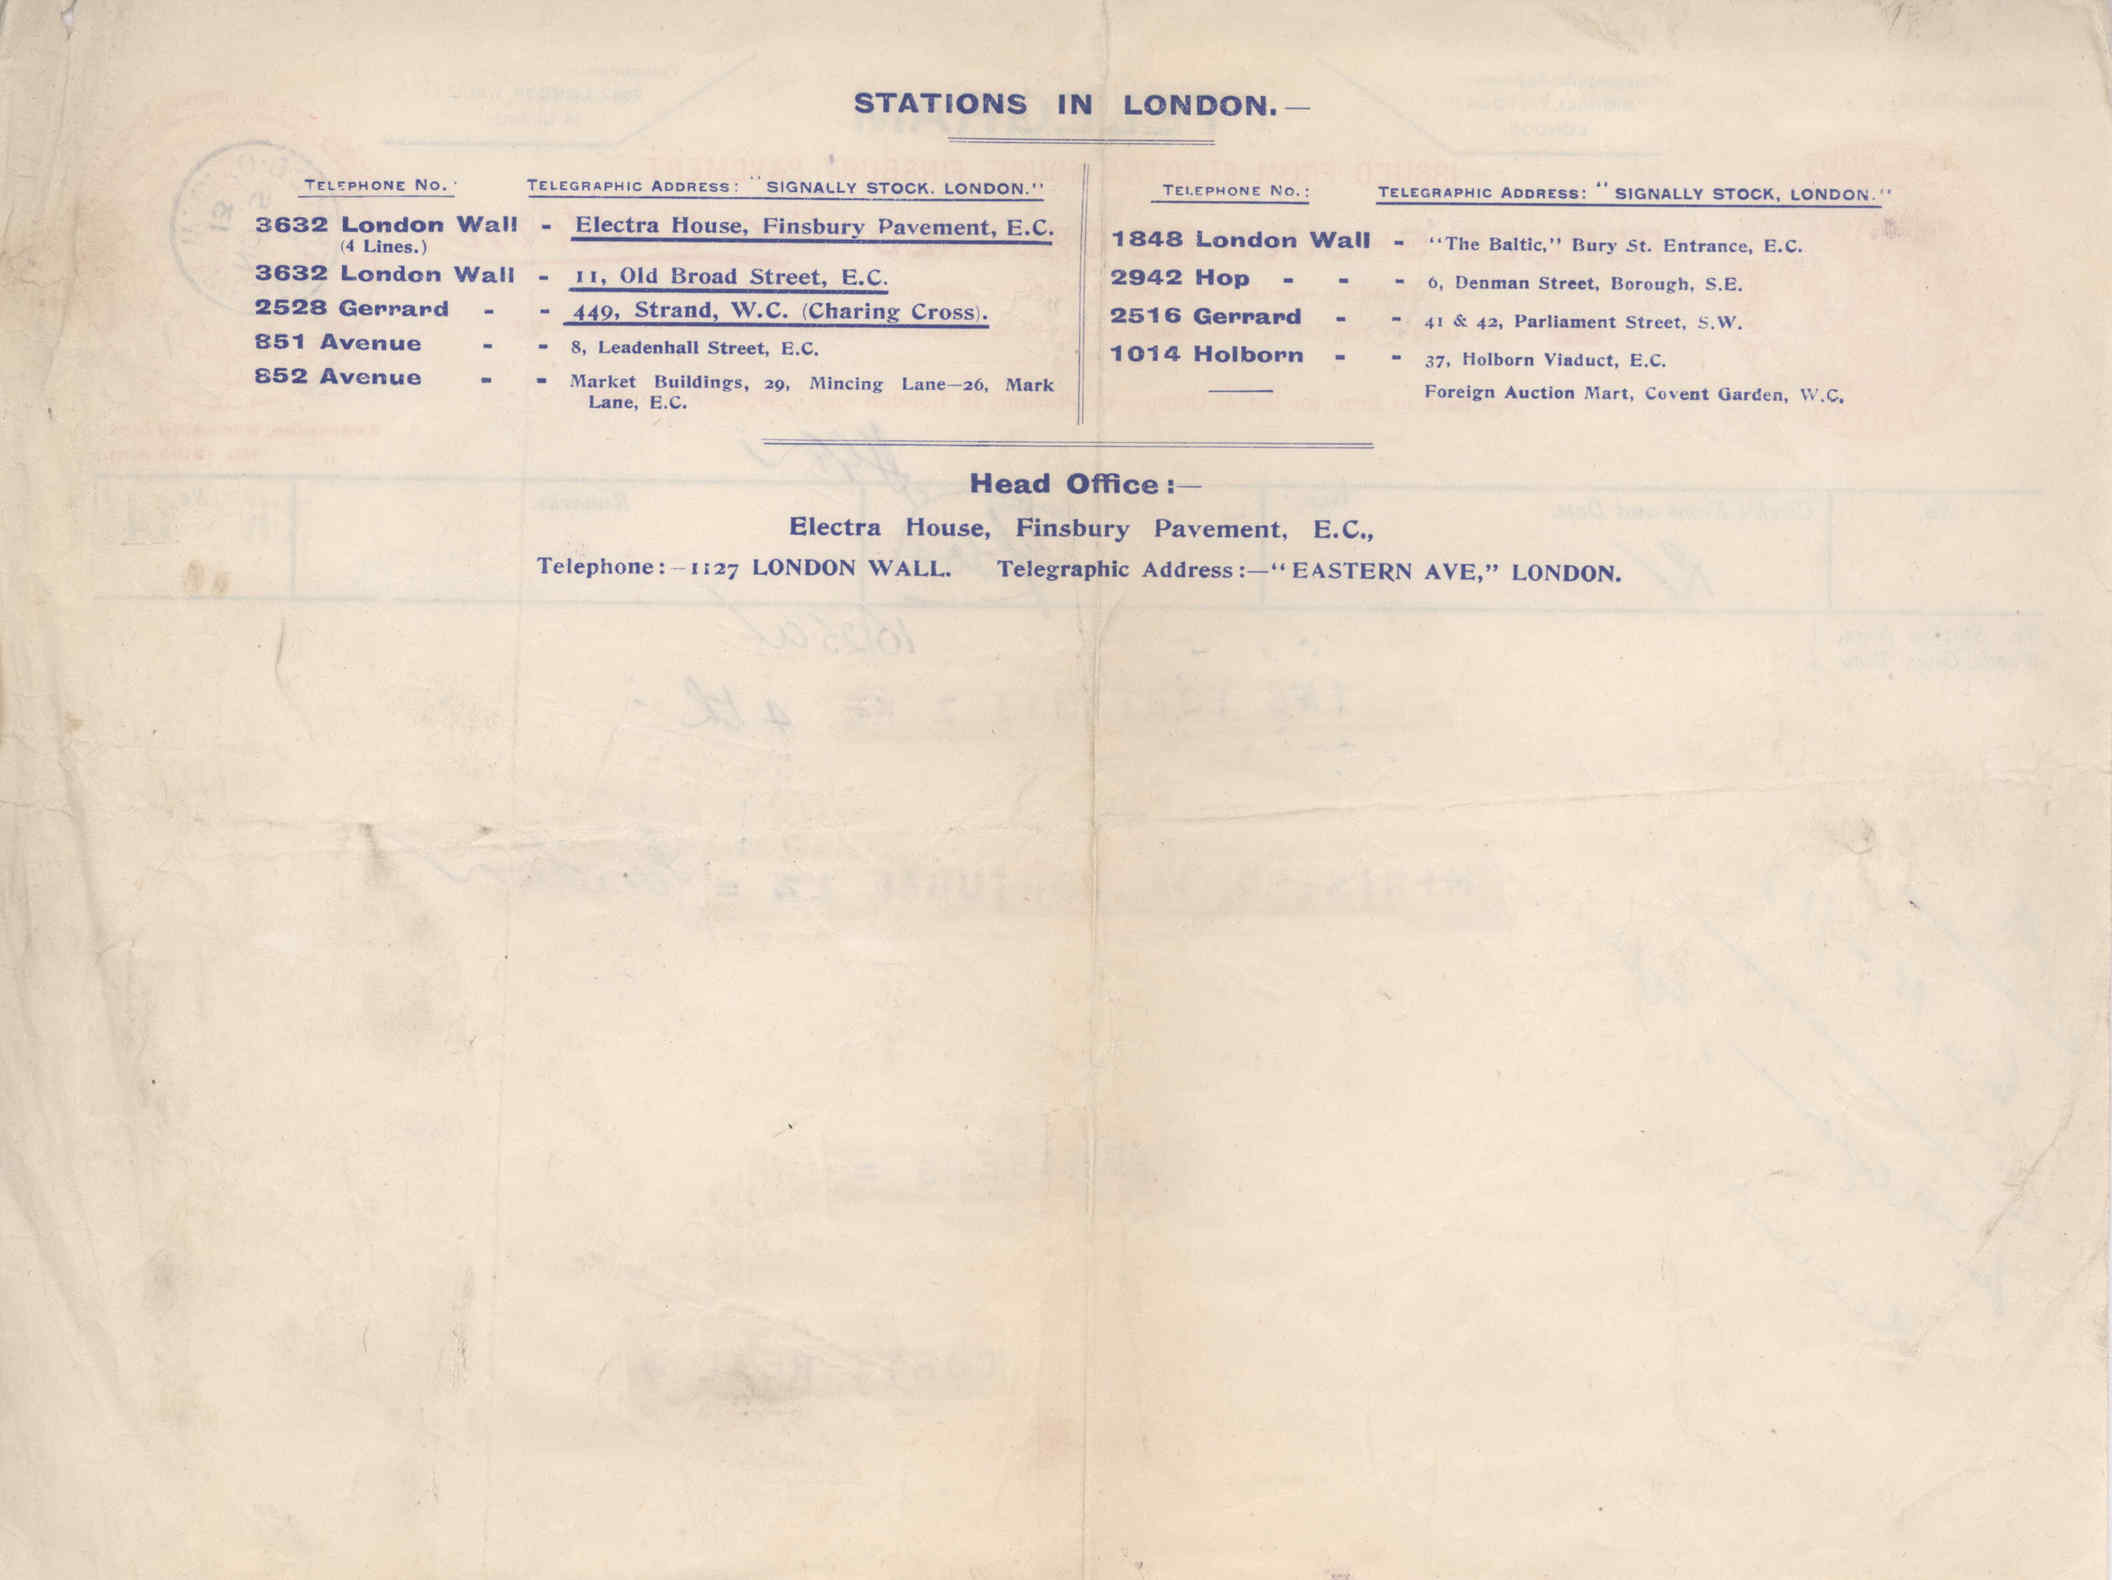 STATIONS IN LONDON.—
TELEPHONE No. TELEGRAPHIC ADDRESS: "SIGNALLY STOCK. LONDON."
3632 London Wall - Electra House, Finsbury Pavement, E.C.
(4 Lines.)
3632 London Wall - 11, Old Broad Street, E.C.
2528 Gerrard - - 449, Strand, W.C. (Charing Cross).
851 Avenue - - 8, Leadenhall Street, E.C.
852 Avenue - - Market Buildings, 29, Mincing Lane—26, Mark
Lane, E.C.
TELEPHONE No.: TELEGRAPHIC ADDRESS: "SIGNALLY STOCK, LONDON."
1848 London Wall - "The Baltic," Bury St. Entrance, E.C.
2942 Hop - - - 6, Denman Street, Borough, S.E.
2516 Gerrard - - 41 & 42, Parliament Street, S.W.
1014 Holborn - - 37, Holborn Viaduct, E.C.
Foreign Auction Mart, Covent Garden, W.C.
Head Office:—
Electra House, Finsbury Pavement, E.C.,
Telephone:—1127 LONDON WALL. Telegraphic Address:—"EASTERN AVE," LONDON.